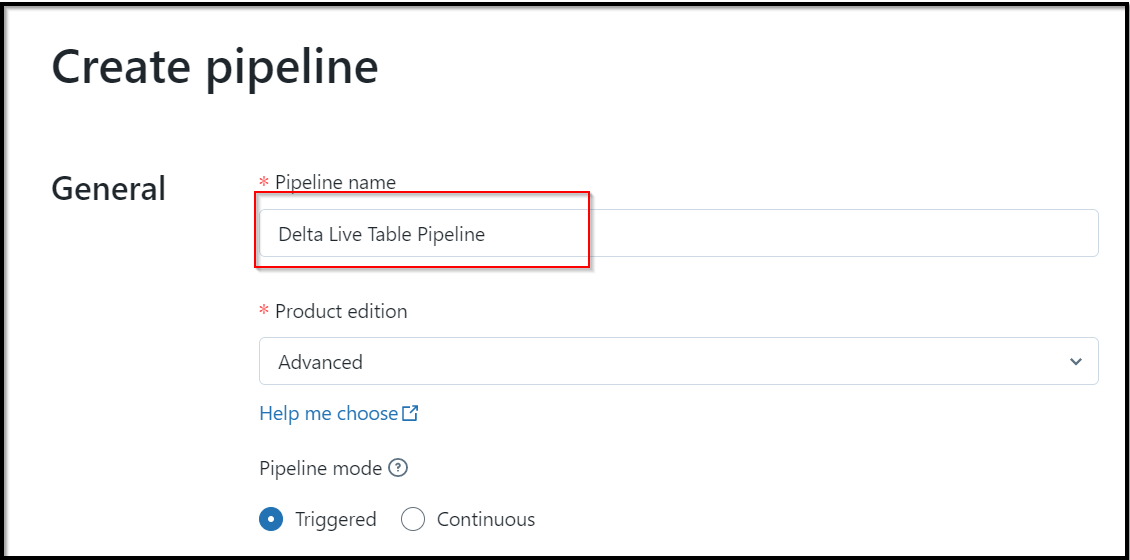 Create pipeline
General
* Pipeline name
Delta Live Table Pipeline
* Product edition
Advanced
Help me choose
Pipeline mode ?
Triggered Continuous